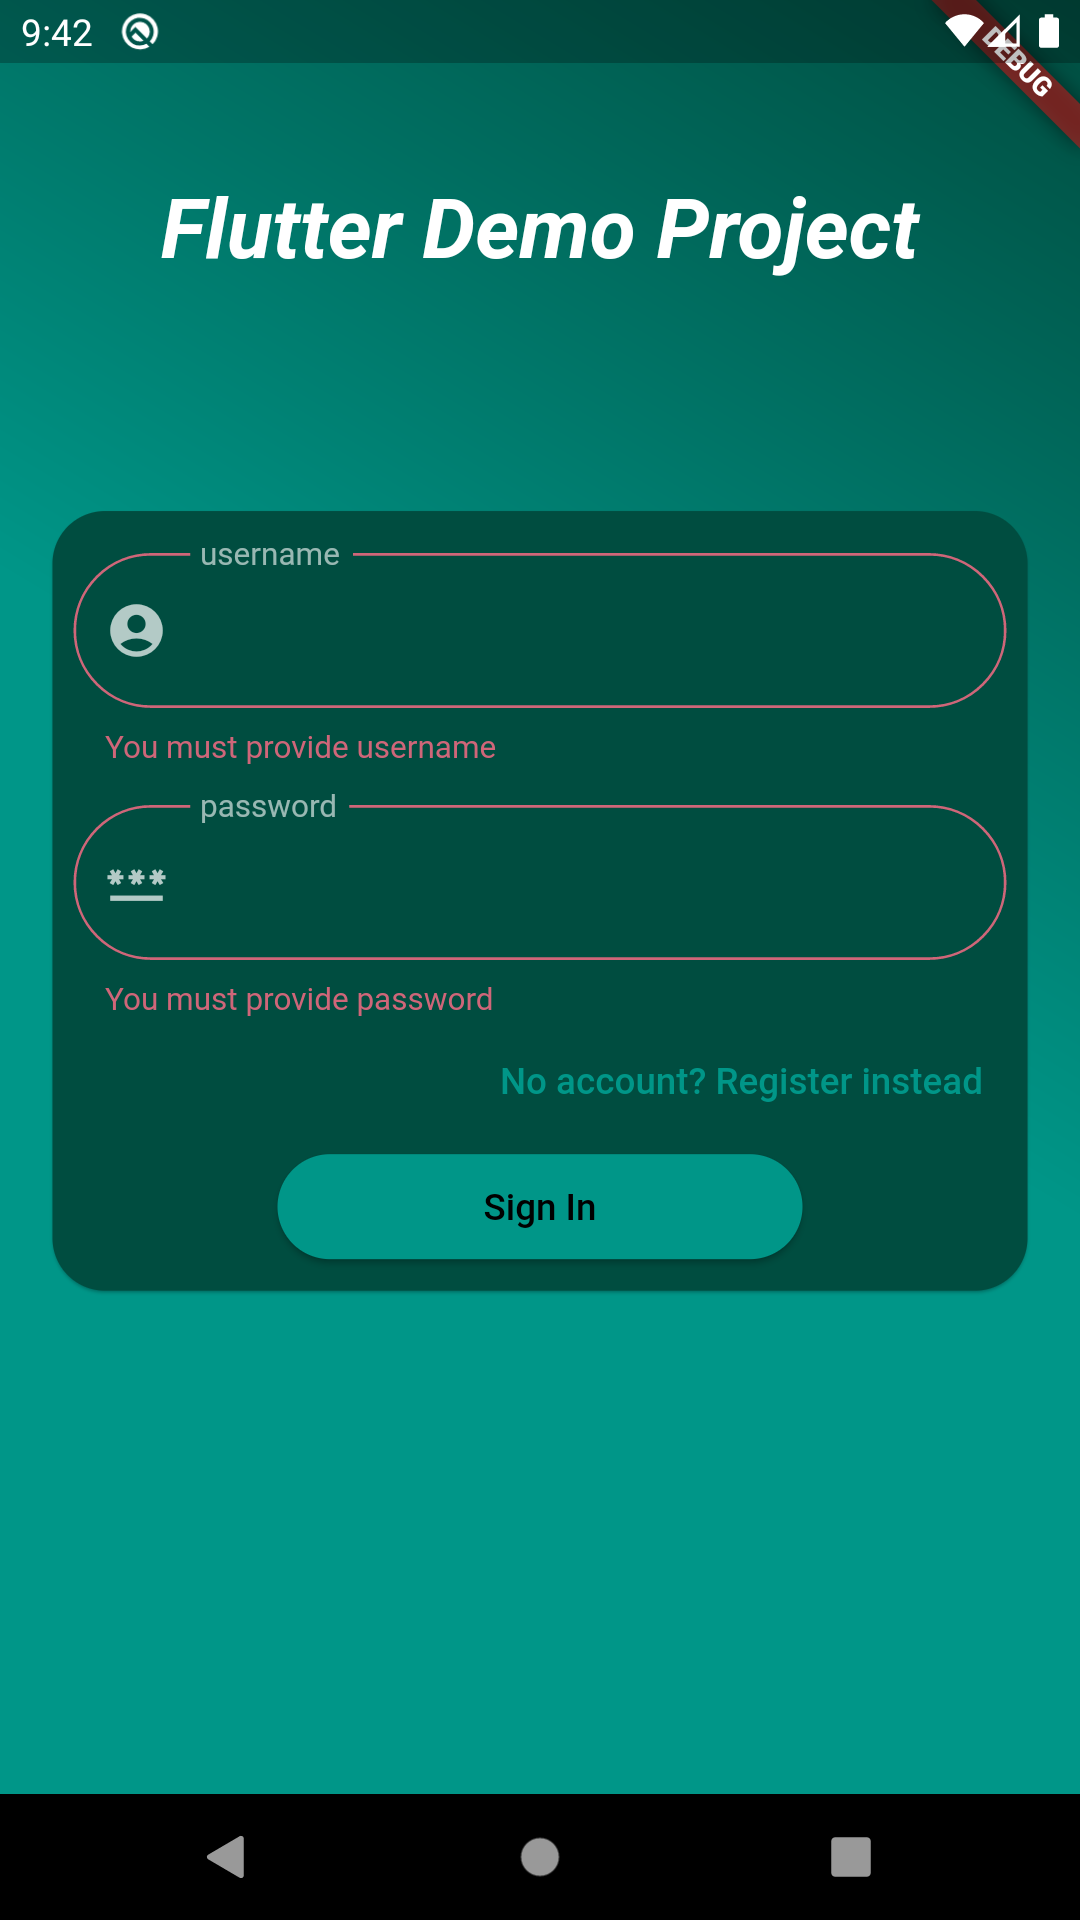 9:42
DEBUG
Flutter Demo Project
username
You must provide username
password
***
You must provide password
No account? Register instead
Sign In